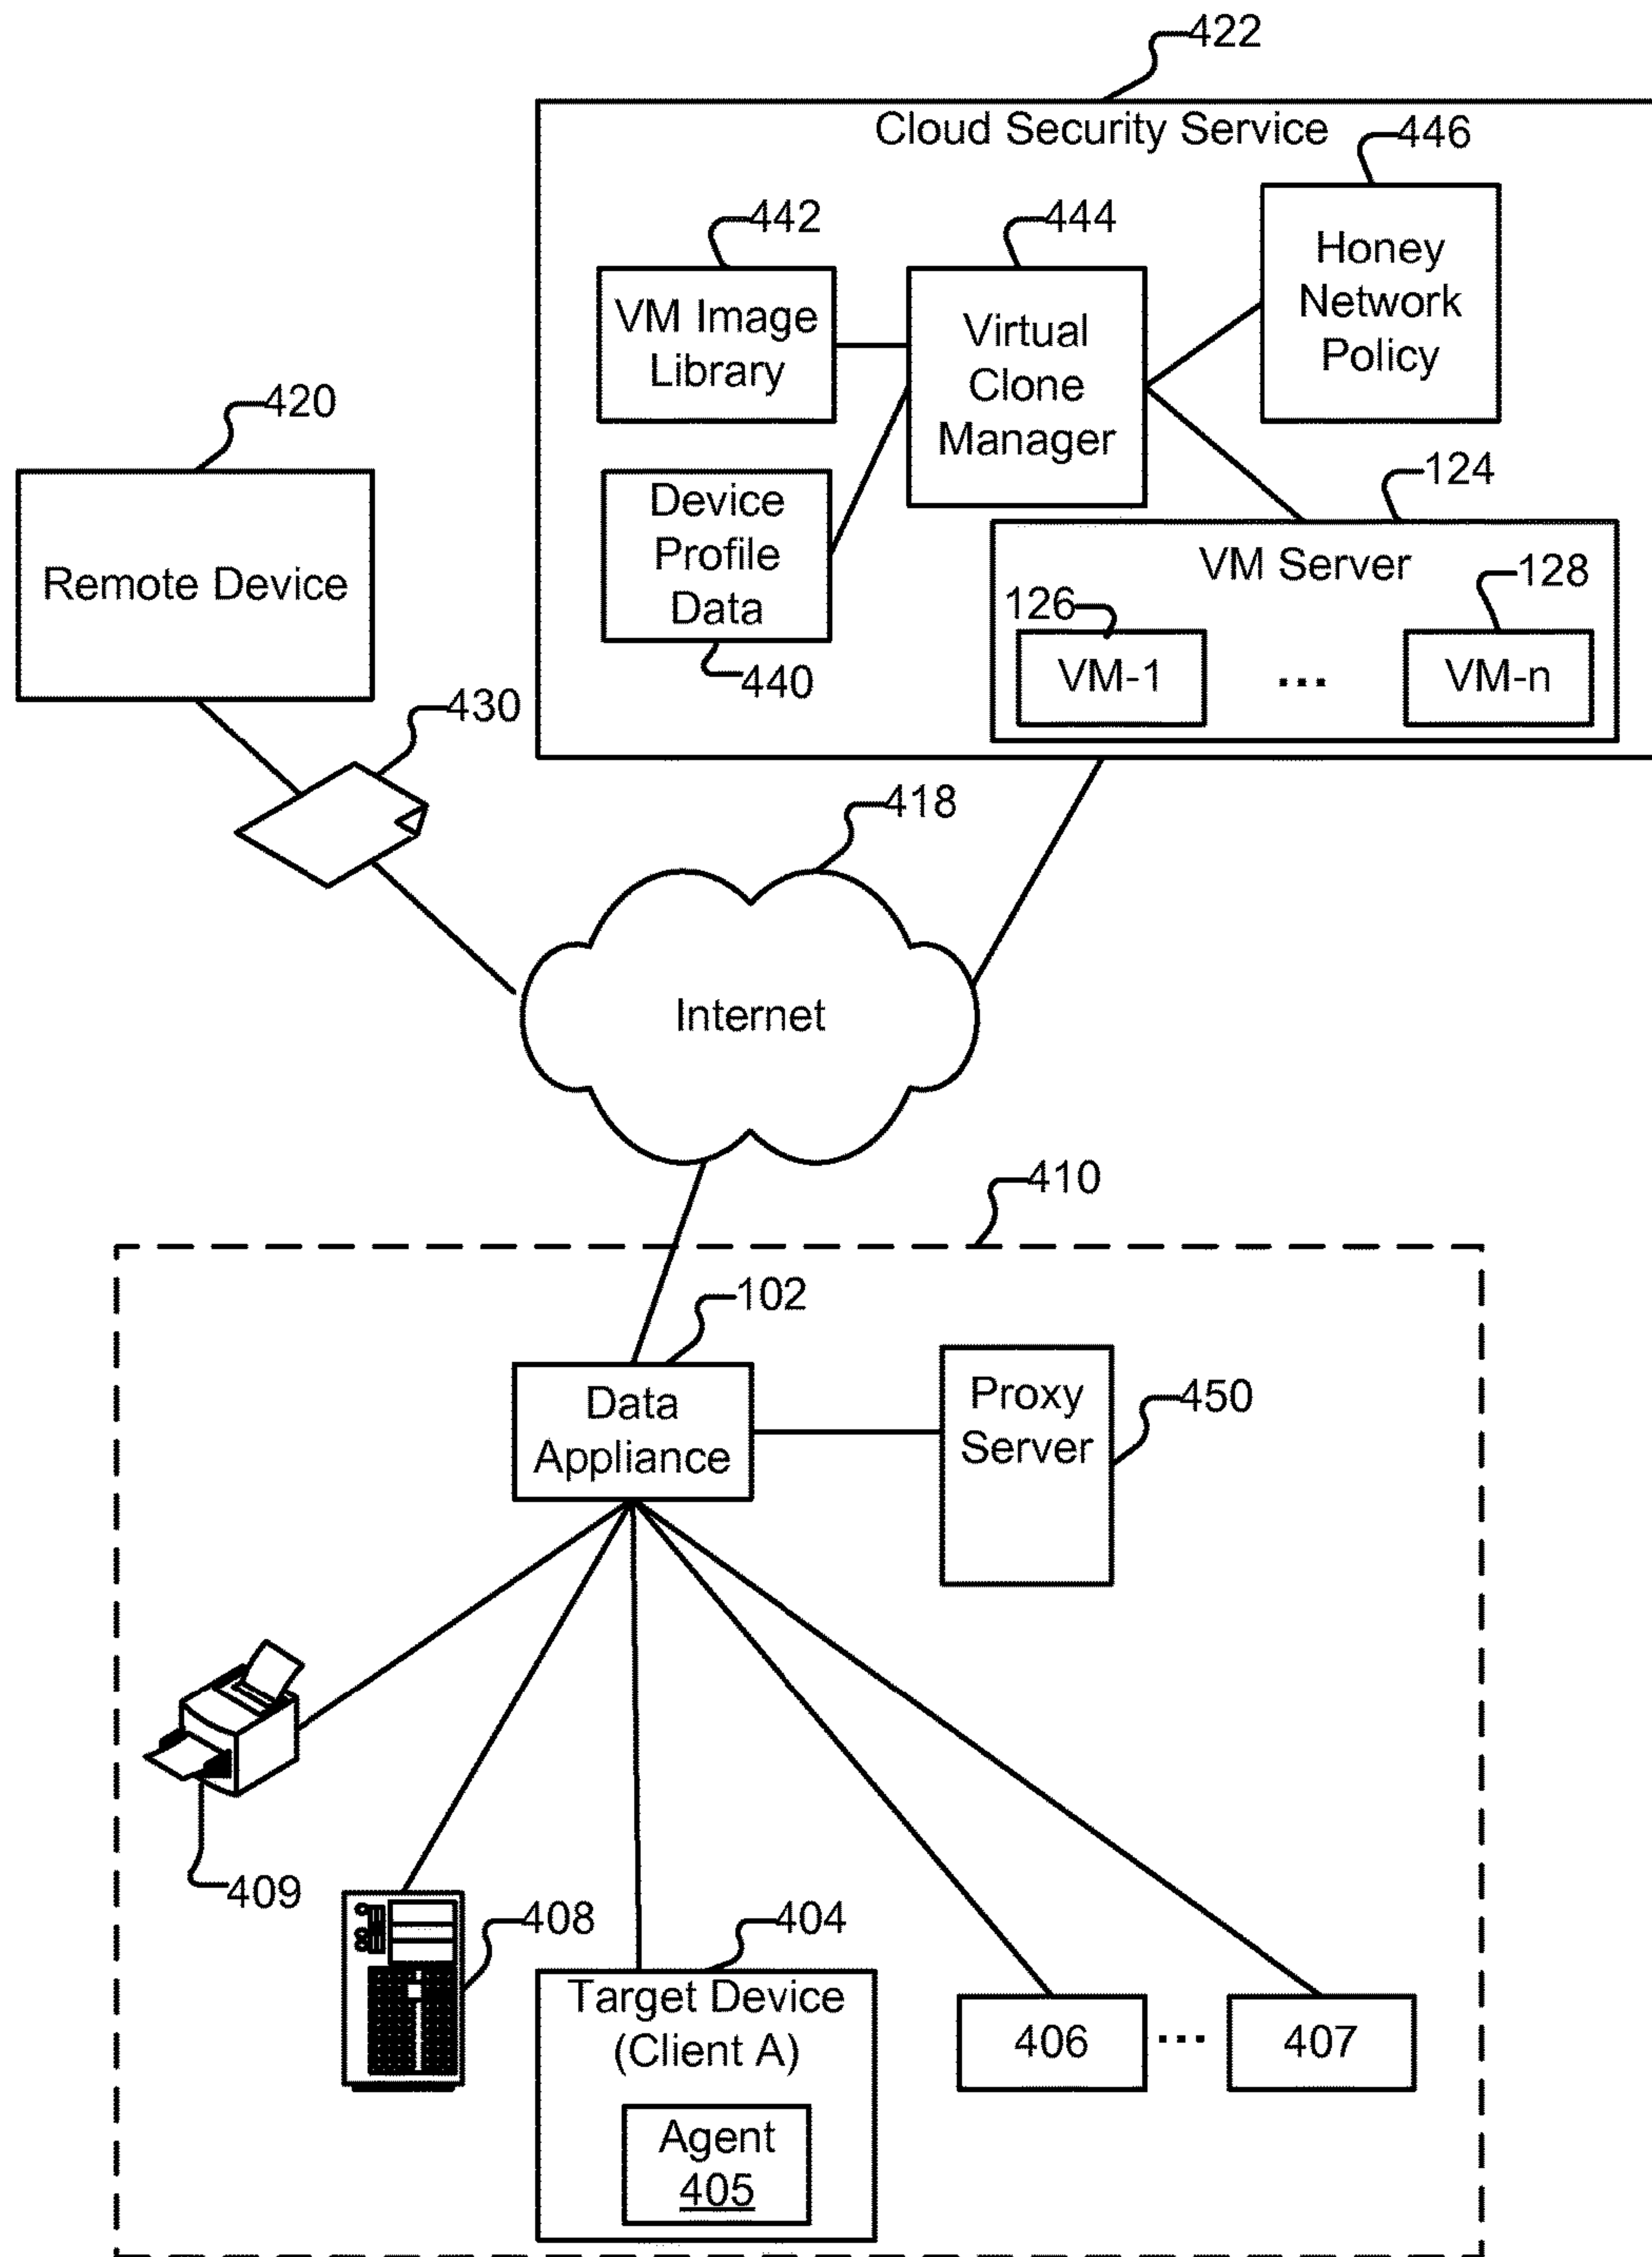 422
Cloud Security Service
446
442
444
Honey
Network
Policy
VM Image
Library
Virtual
Clone
Manager
420
124
Device
Profile
Data
Remote Device
VM Server
126
128
VM-1
...
VM-n
440
430
418
Internet
410
102
Data
Appliance
Proxy
Server
450
409
408
404
Target Device
(Client A)
406
...
407
Agent
405